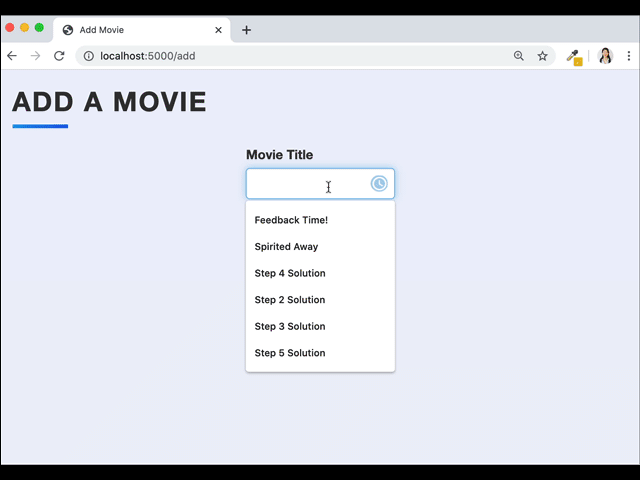 Add Movie
localhost:5000/add
ADD A MOVIE
Movie Title
Feedback Time!
Spirited Away
Step 4 Solution
Step 2 Solution
Step 3 Solution
Step 5 Solution